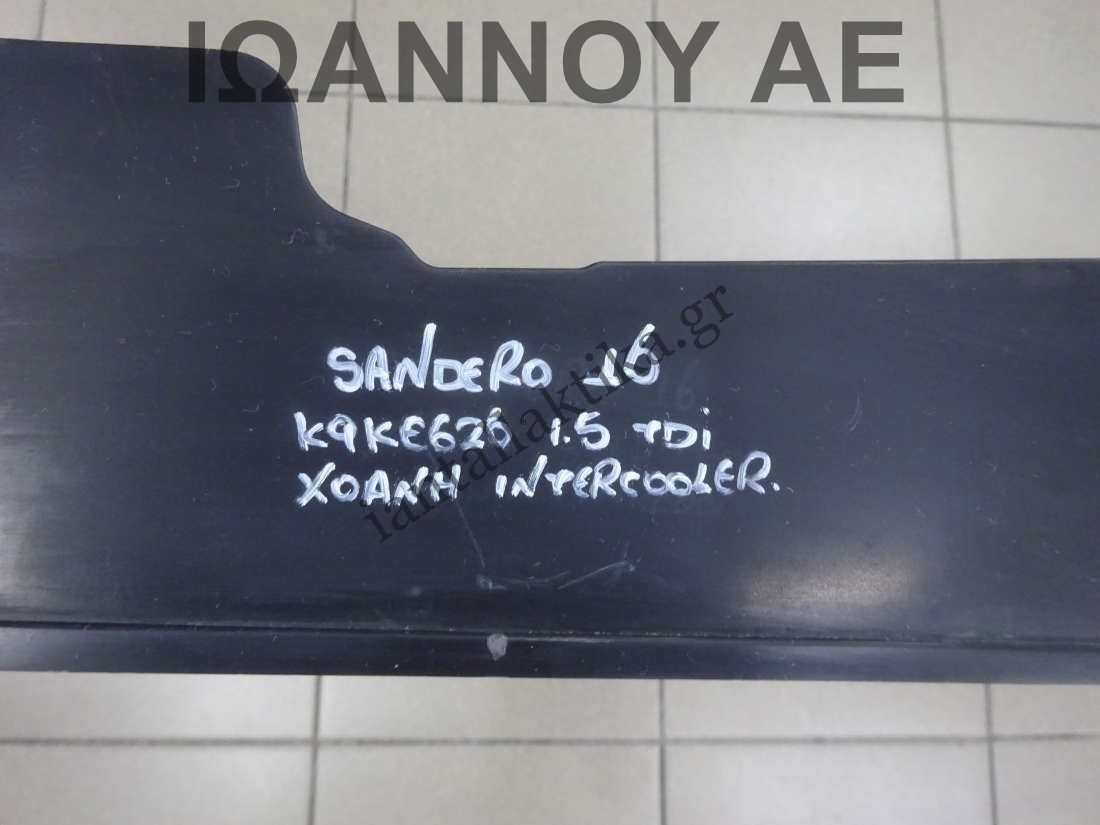 ΙΩΑΝΝΟΥ ΑΕ
SANDERO -16
K9KE626 1.5 TDi
ΧΟΑΝΗ INTERCOOLER.
iantallaktika.gr